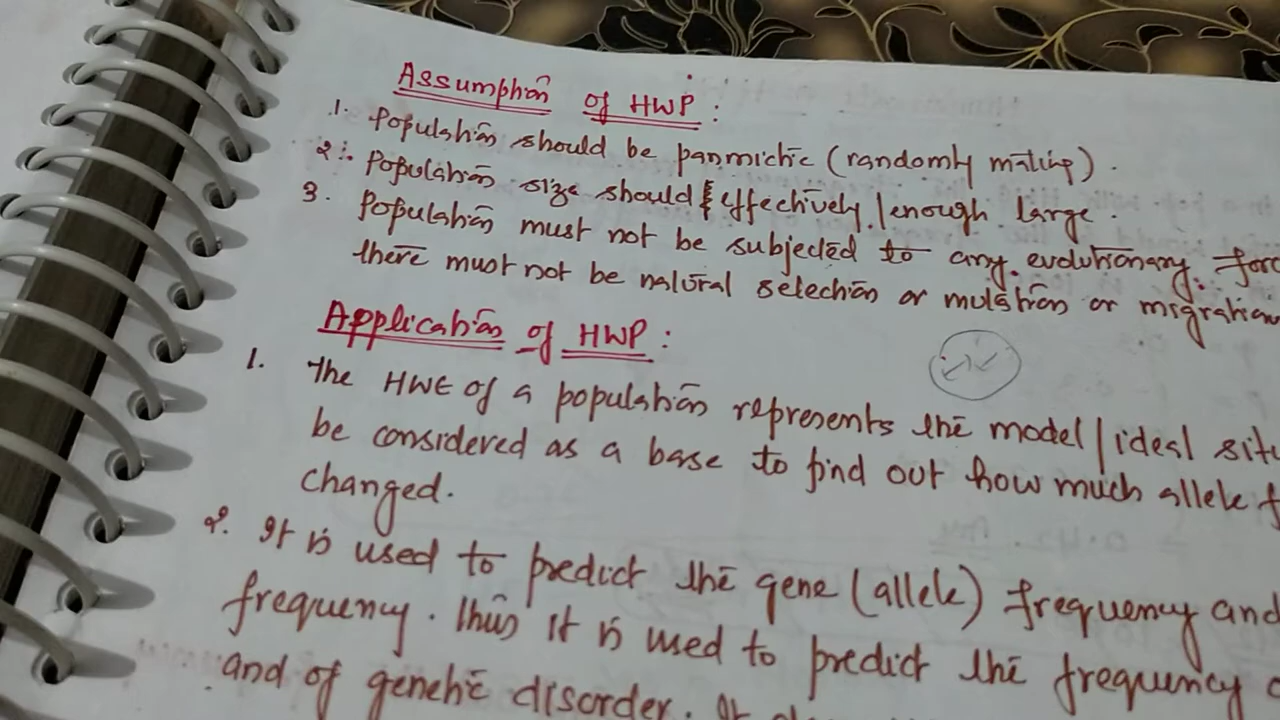 Assumption of HWP :
1. Population should be panmictic (randomly mating).
2. Population size should effectively/enough large.
3. Population must not be subjected to any evolutionary forc
there must not be natural selection or mutation or migration
Application of HWP :
1. The HWE of a population represents the model/ideal situ
be considered as a base to find out how much allele f
changed.
2. It is used to predict the gene (allele) frequency and
frequency. Thus it is used to predict the frequency o
and of genetic disorder. It